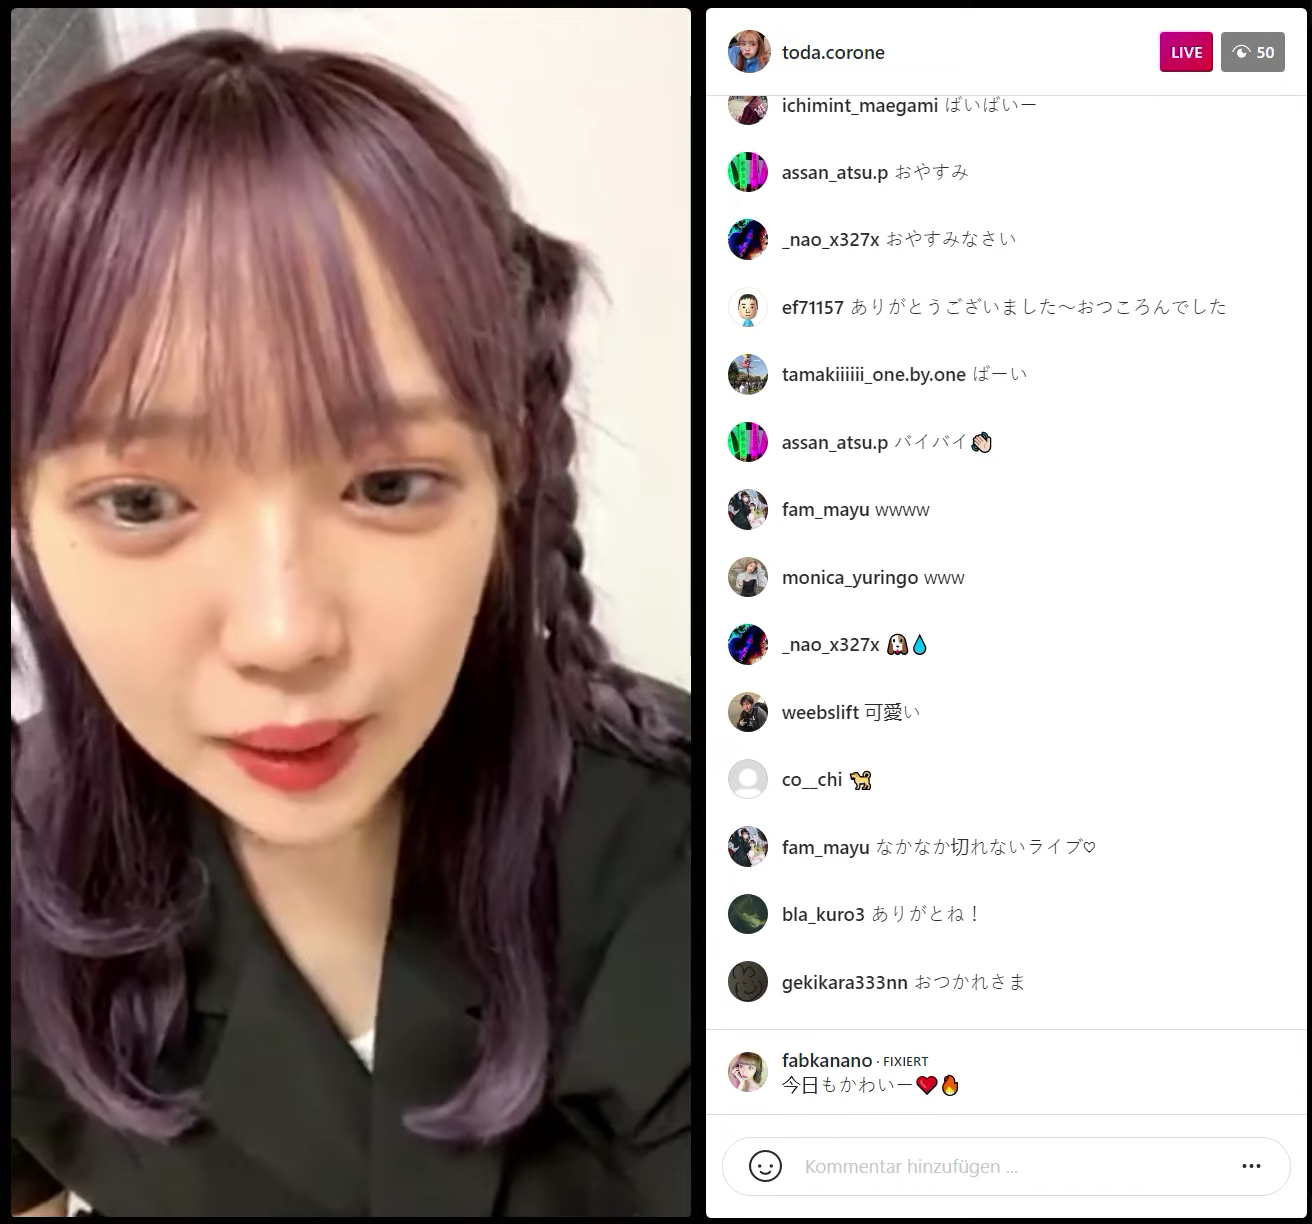 toda.corone
LIVE
50
ichimint_maegami ばいばいー
assan_atsu.p おやすみ
_nao_x327x おやすみなさい
ef71157 ありがとうございました〜おつころんでした
tamakiiiiii_one.by.one ばーい
assan_atsu.p バイバイ👋🏻
fam_mayu wwww
monica_yuringo www
_nao_x327x 🐶💧
weebslift 可愛い
co__chi 🐕
fam_mayu なかなか切れないライブ♡
bla_kuro3 ありがとね！
gekikara333nn おつかれさま
fabkanano · FIXIERT
今日もかわいー❤️🔥
Kommentar hinzufügen ...